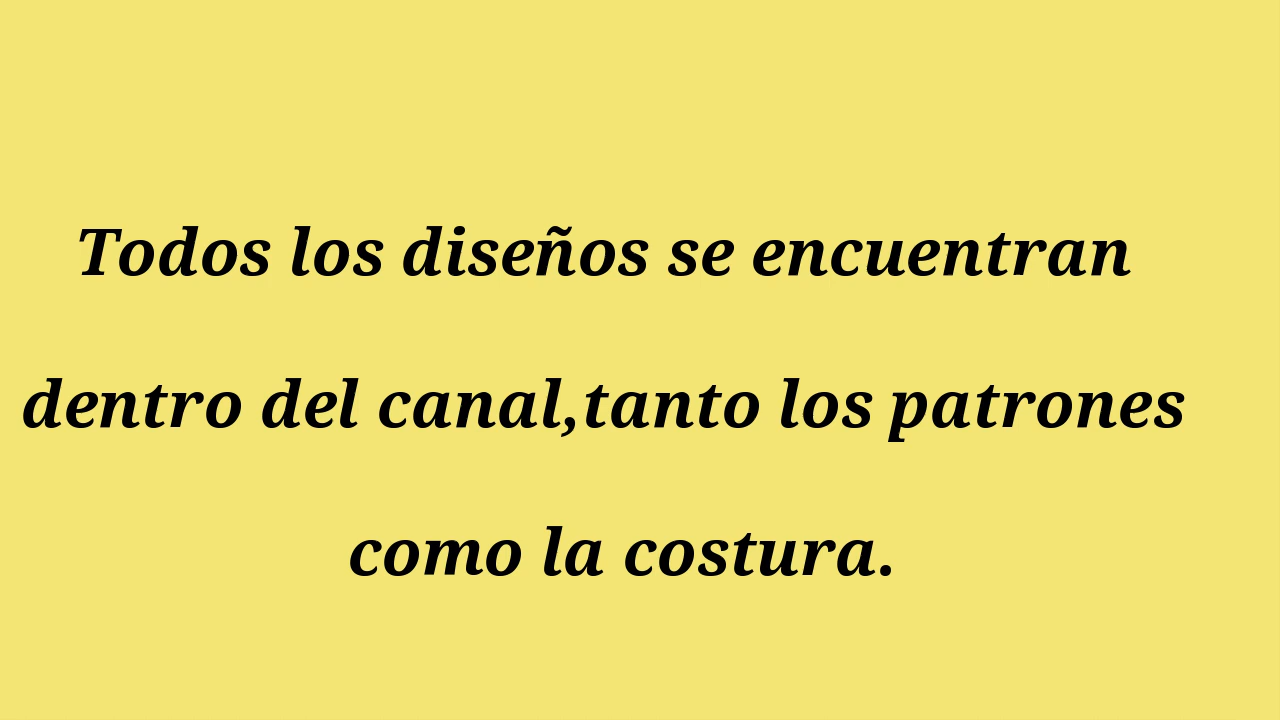 Todos los diseños se encuentran
dentro del canal,tanto los patrones
como la costura.